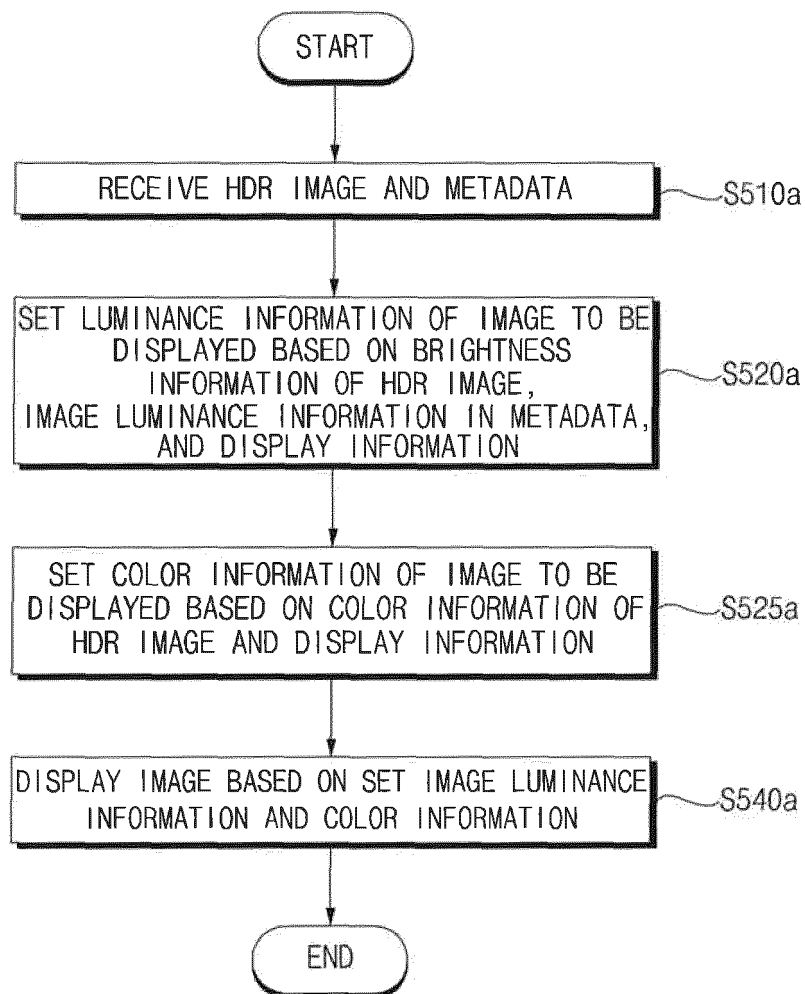 START
RECEIVE HDR IMAGE AND METADATA
S510a
SET LUMINANCE INFORMATION OF IMAGE TO BE
DISPLAYED BASED ON BRIGHTNESS
INFORMATION OF HDR IMAGE,
IMAGE LUMINANCE INFORMATION IN METADATA,
AND DISPLAY INFORMATION
S520a
SET COLOR INFORMATION OF IMAGE TO BE
DISPLAYED BASED ON COLOR INFORMATION OF
HDR IMAGE AND DISPLAY INFORMATION
S525a
DISPLAY IMAGE BASED ON SET IMAGE LUMINANCE
INFORMATION AND COLOR INFORMATION
S540a
END